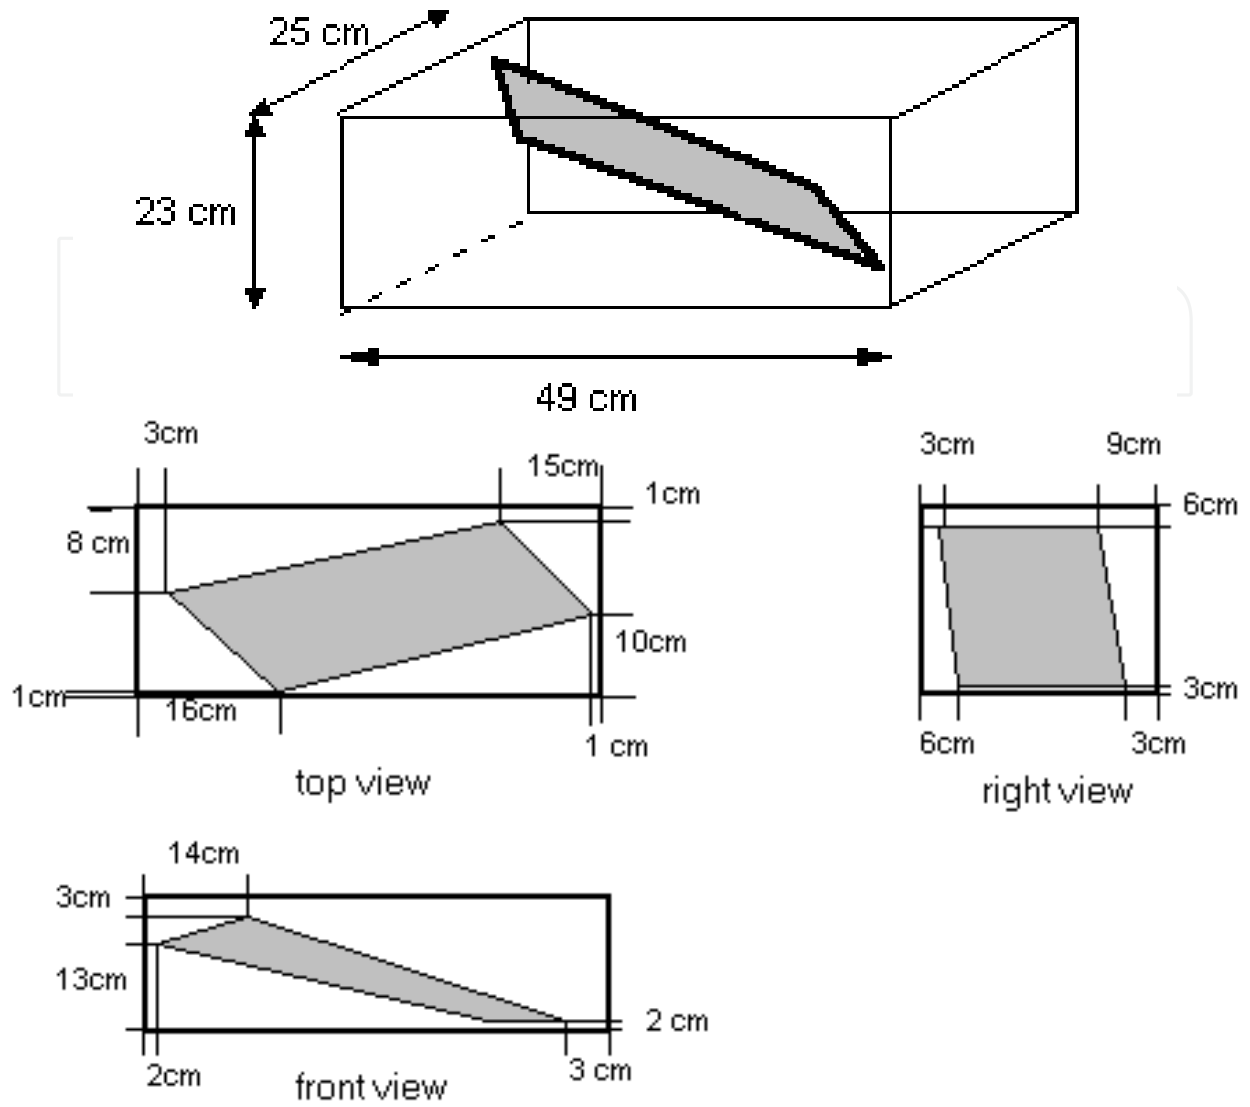 25 cm
23 cm
49 cm
3cm
15cm
1cm
8 cm
10cm
1cm
16cm
1 cm
top view
3cm
9cm
6cm
3cm
6cm
3cm
right view
14cm
3cm
13cm
2 cm
2cm
3 cm
front view